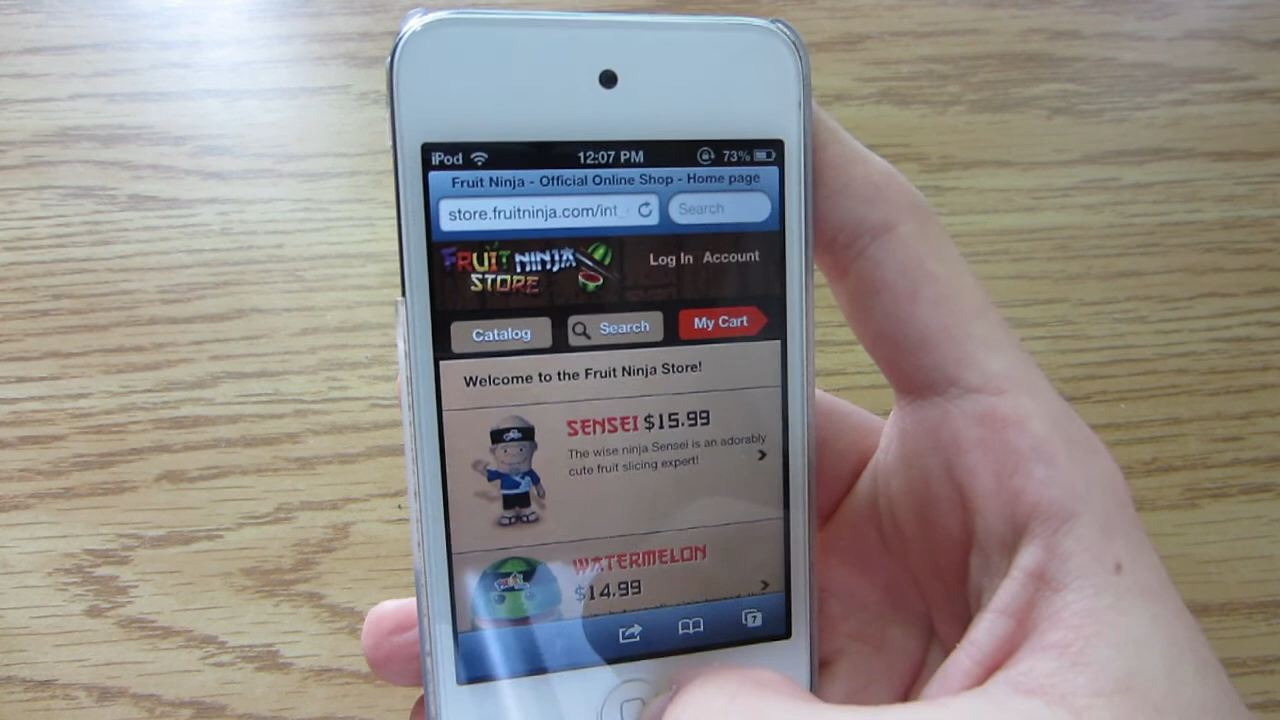 iPod 12:07 PM 73%
Fruit Ninja - Official Online Shop - Home page
store.fruitninja.com/int Search
FRUIT NINJA
STORE
Log In Account
Catalog Search My Cart
Welcome to the Fruit Ninja Store!
SENSEI $15.99
The wise ninja Sensei is an adorably
cute fruit slicing expert!
WATERMELON
$14.99
7